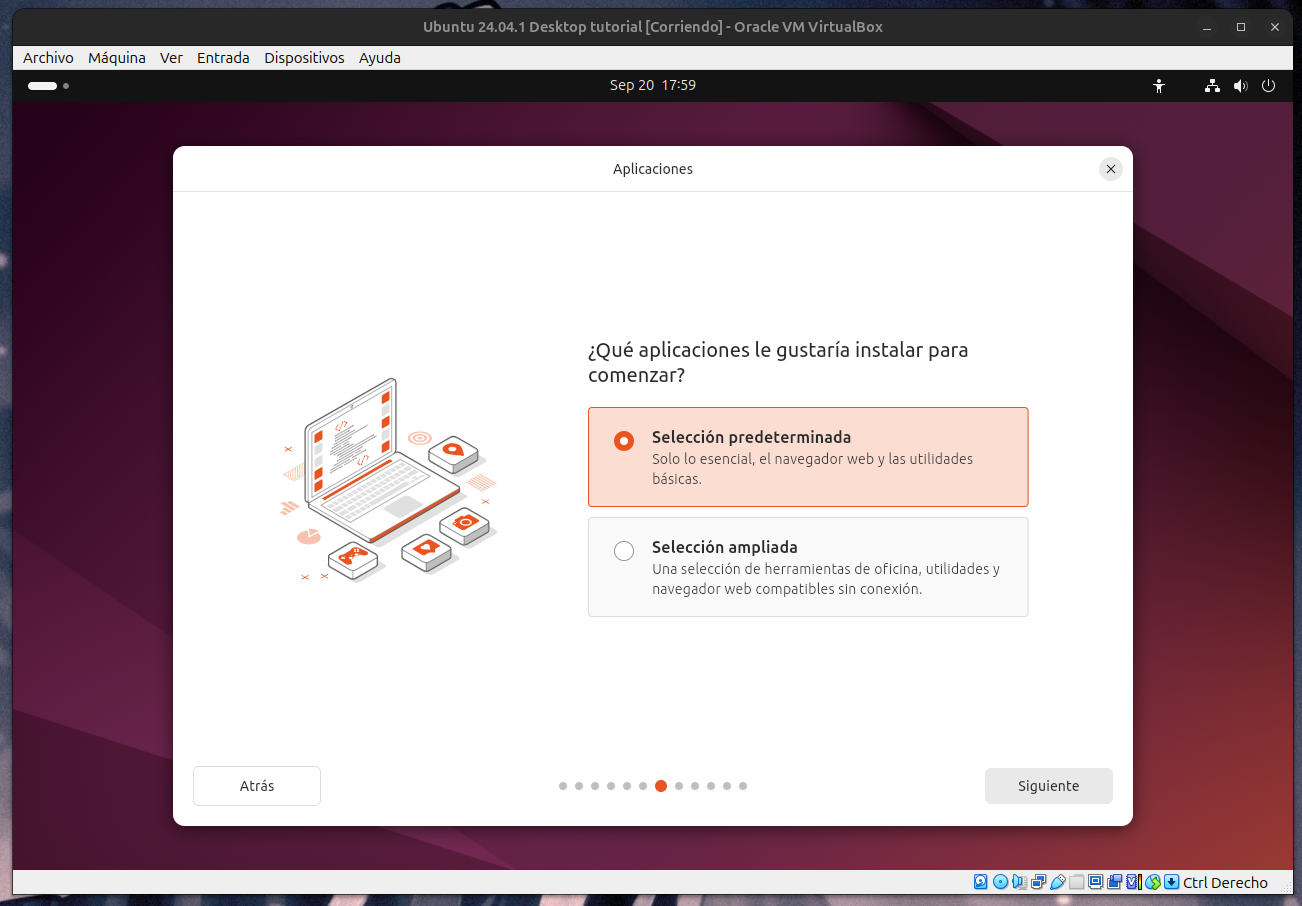 Ubuntu 24.04.1 Desktop tutorial [Corriendo] - Oracle VM VirtualBox
Archivo Máquina Ver Entrada Dispositivos Ayuda
Sep 20 17:59
Aplicaciones
¿Qué aplicaciones le gustaría instalar para
comenzar?
Selección predeterminada
Solo lo esencial, el navegador web y las utilidades
básicas.
Selección ampliada
Una selección de herramientas de oficina, utilidades y
navegador web compatibles sin conexión.
Atrás
Siguiente
Ctrl Derecho